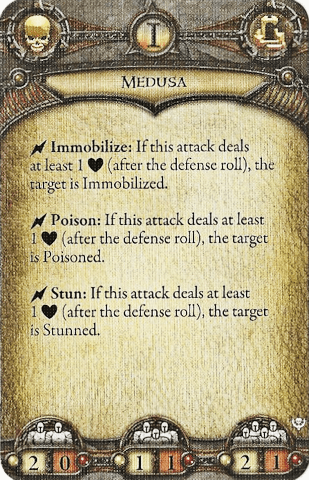 I
MEDUSA
Immobilize: If this attack deals
at least 1 (after the defense roll), the
target is Immobilized.
Poison: If this attack deals at least
1 (after the defense roll), the target
is Poisoned.
Stun: If this attack deals at least
1 (after the defense roll), the target
is Stunned.
2 0 1 1 2 1